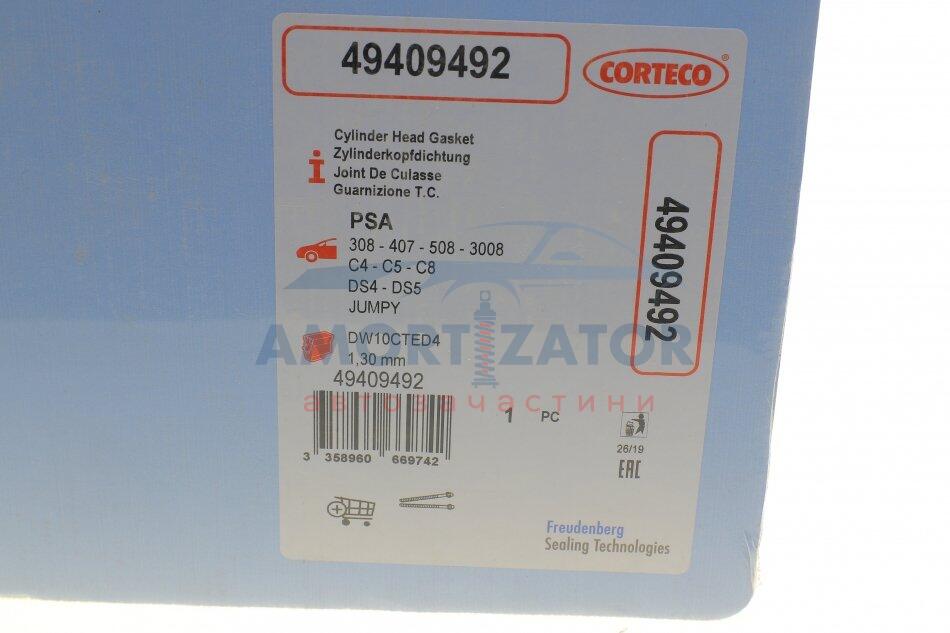 49409492
CORTECO®
Cylinder Head Gasket
Zylinderkopfdichtung
Joint De Culasse
Guarnizione T.C.
49409492
PSA
308 - 407 - 508 - 3008
C4 - C5 - C8
DS4 - DS5
JUMPY
AMORTIZATOR
автозапчастини
DW10CTED4
1,30 mm
49409492
3 358960 669742
1 PC
26/19
EAC
Freudenberg
Sealing Technologies